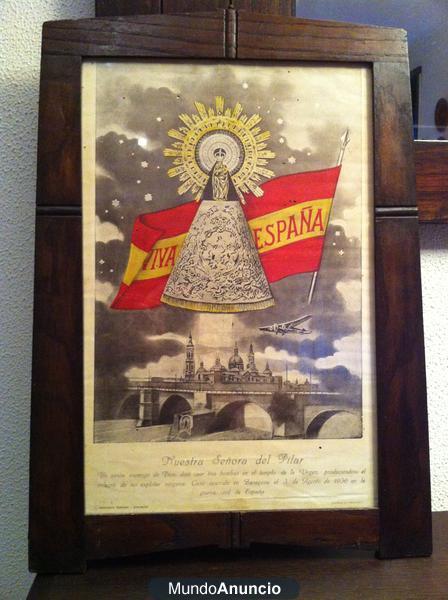 VIVA ESPAÑA
Nuestra Señora del Pilar
Un avión enemigo de Dios, dejó caer tres bombas en el templo de la Virgen, produciéndose el
milagro de no explotar ninguna. Caso ocurrido en Zaragoza el 3 de Agosto de 1936 en la
guerra civil de España
MundoAnuncio